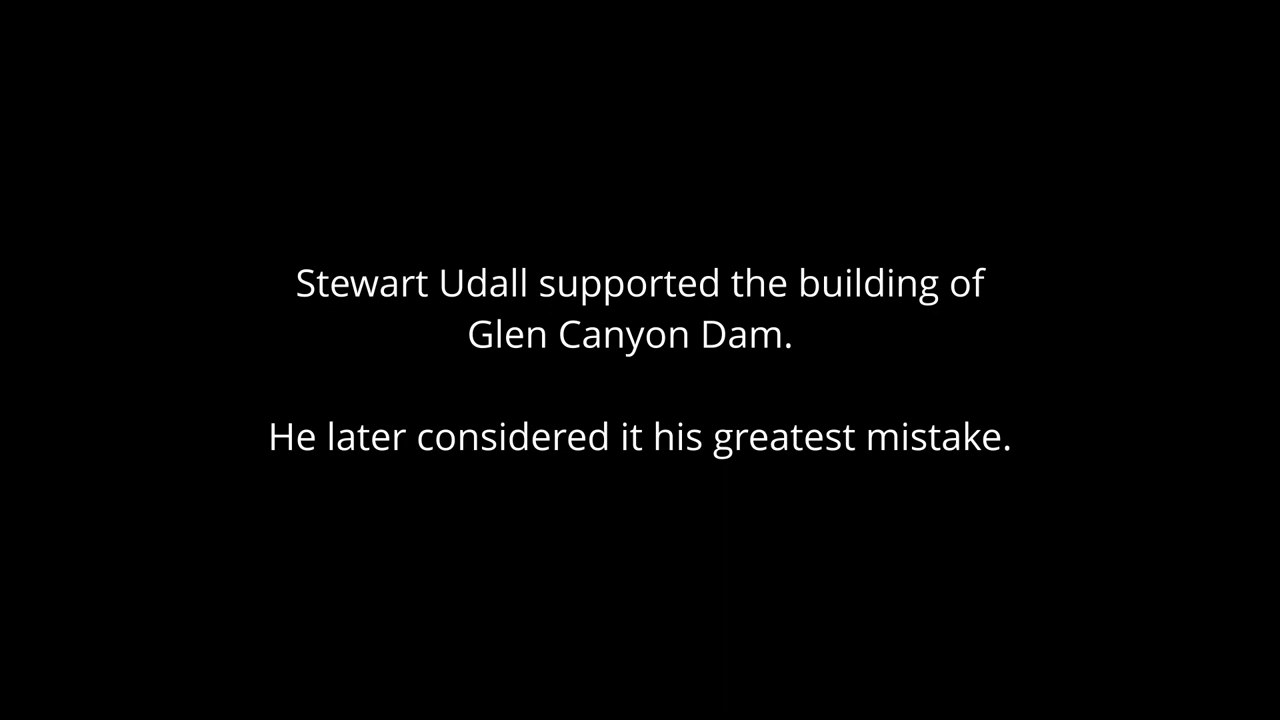 Stewart Udall supported the building of
Glen Canyon Dam.
He later considered it his greatest mistake.